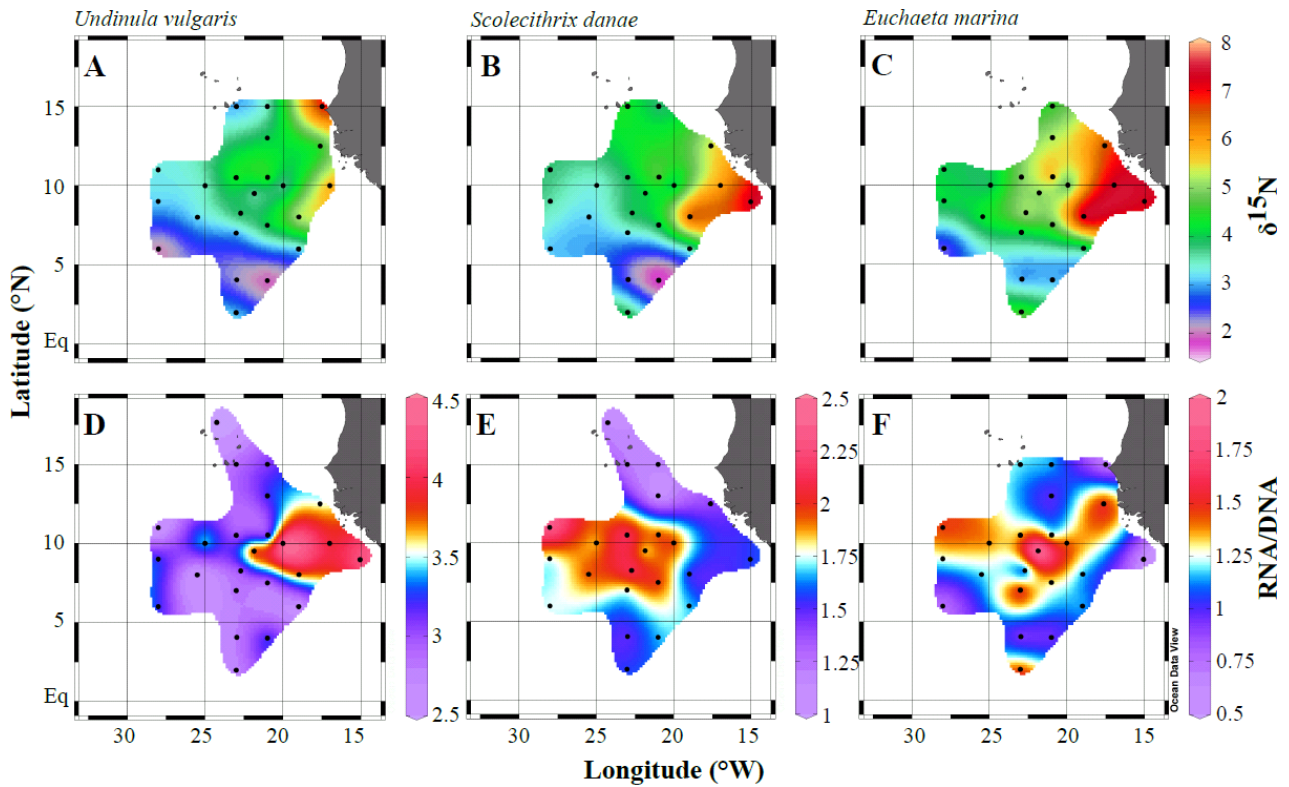 Undinula vulgaris
Scolecithrix danae
Euchaeta marina
A
B
C
15
10
5
Eq
8
7
6
5
4
3
2
δ15N
Latitude (°N)
D
E
F
15
10
5
Eq
4.5
4
3.5
3
2.5
2.5
2.25
2
1.75
1.5
1.25
1
2
1.75
1.5
1.25
1
0.75
0.5
RNA/DNA
Ocean Data View
30 25 20 15
30 25 20 15
30 25 20 15
Longitude (°W)